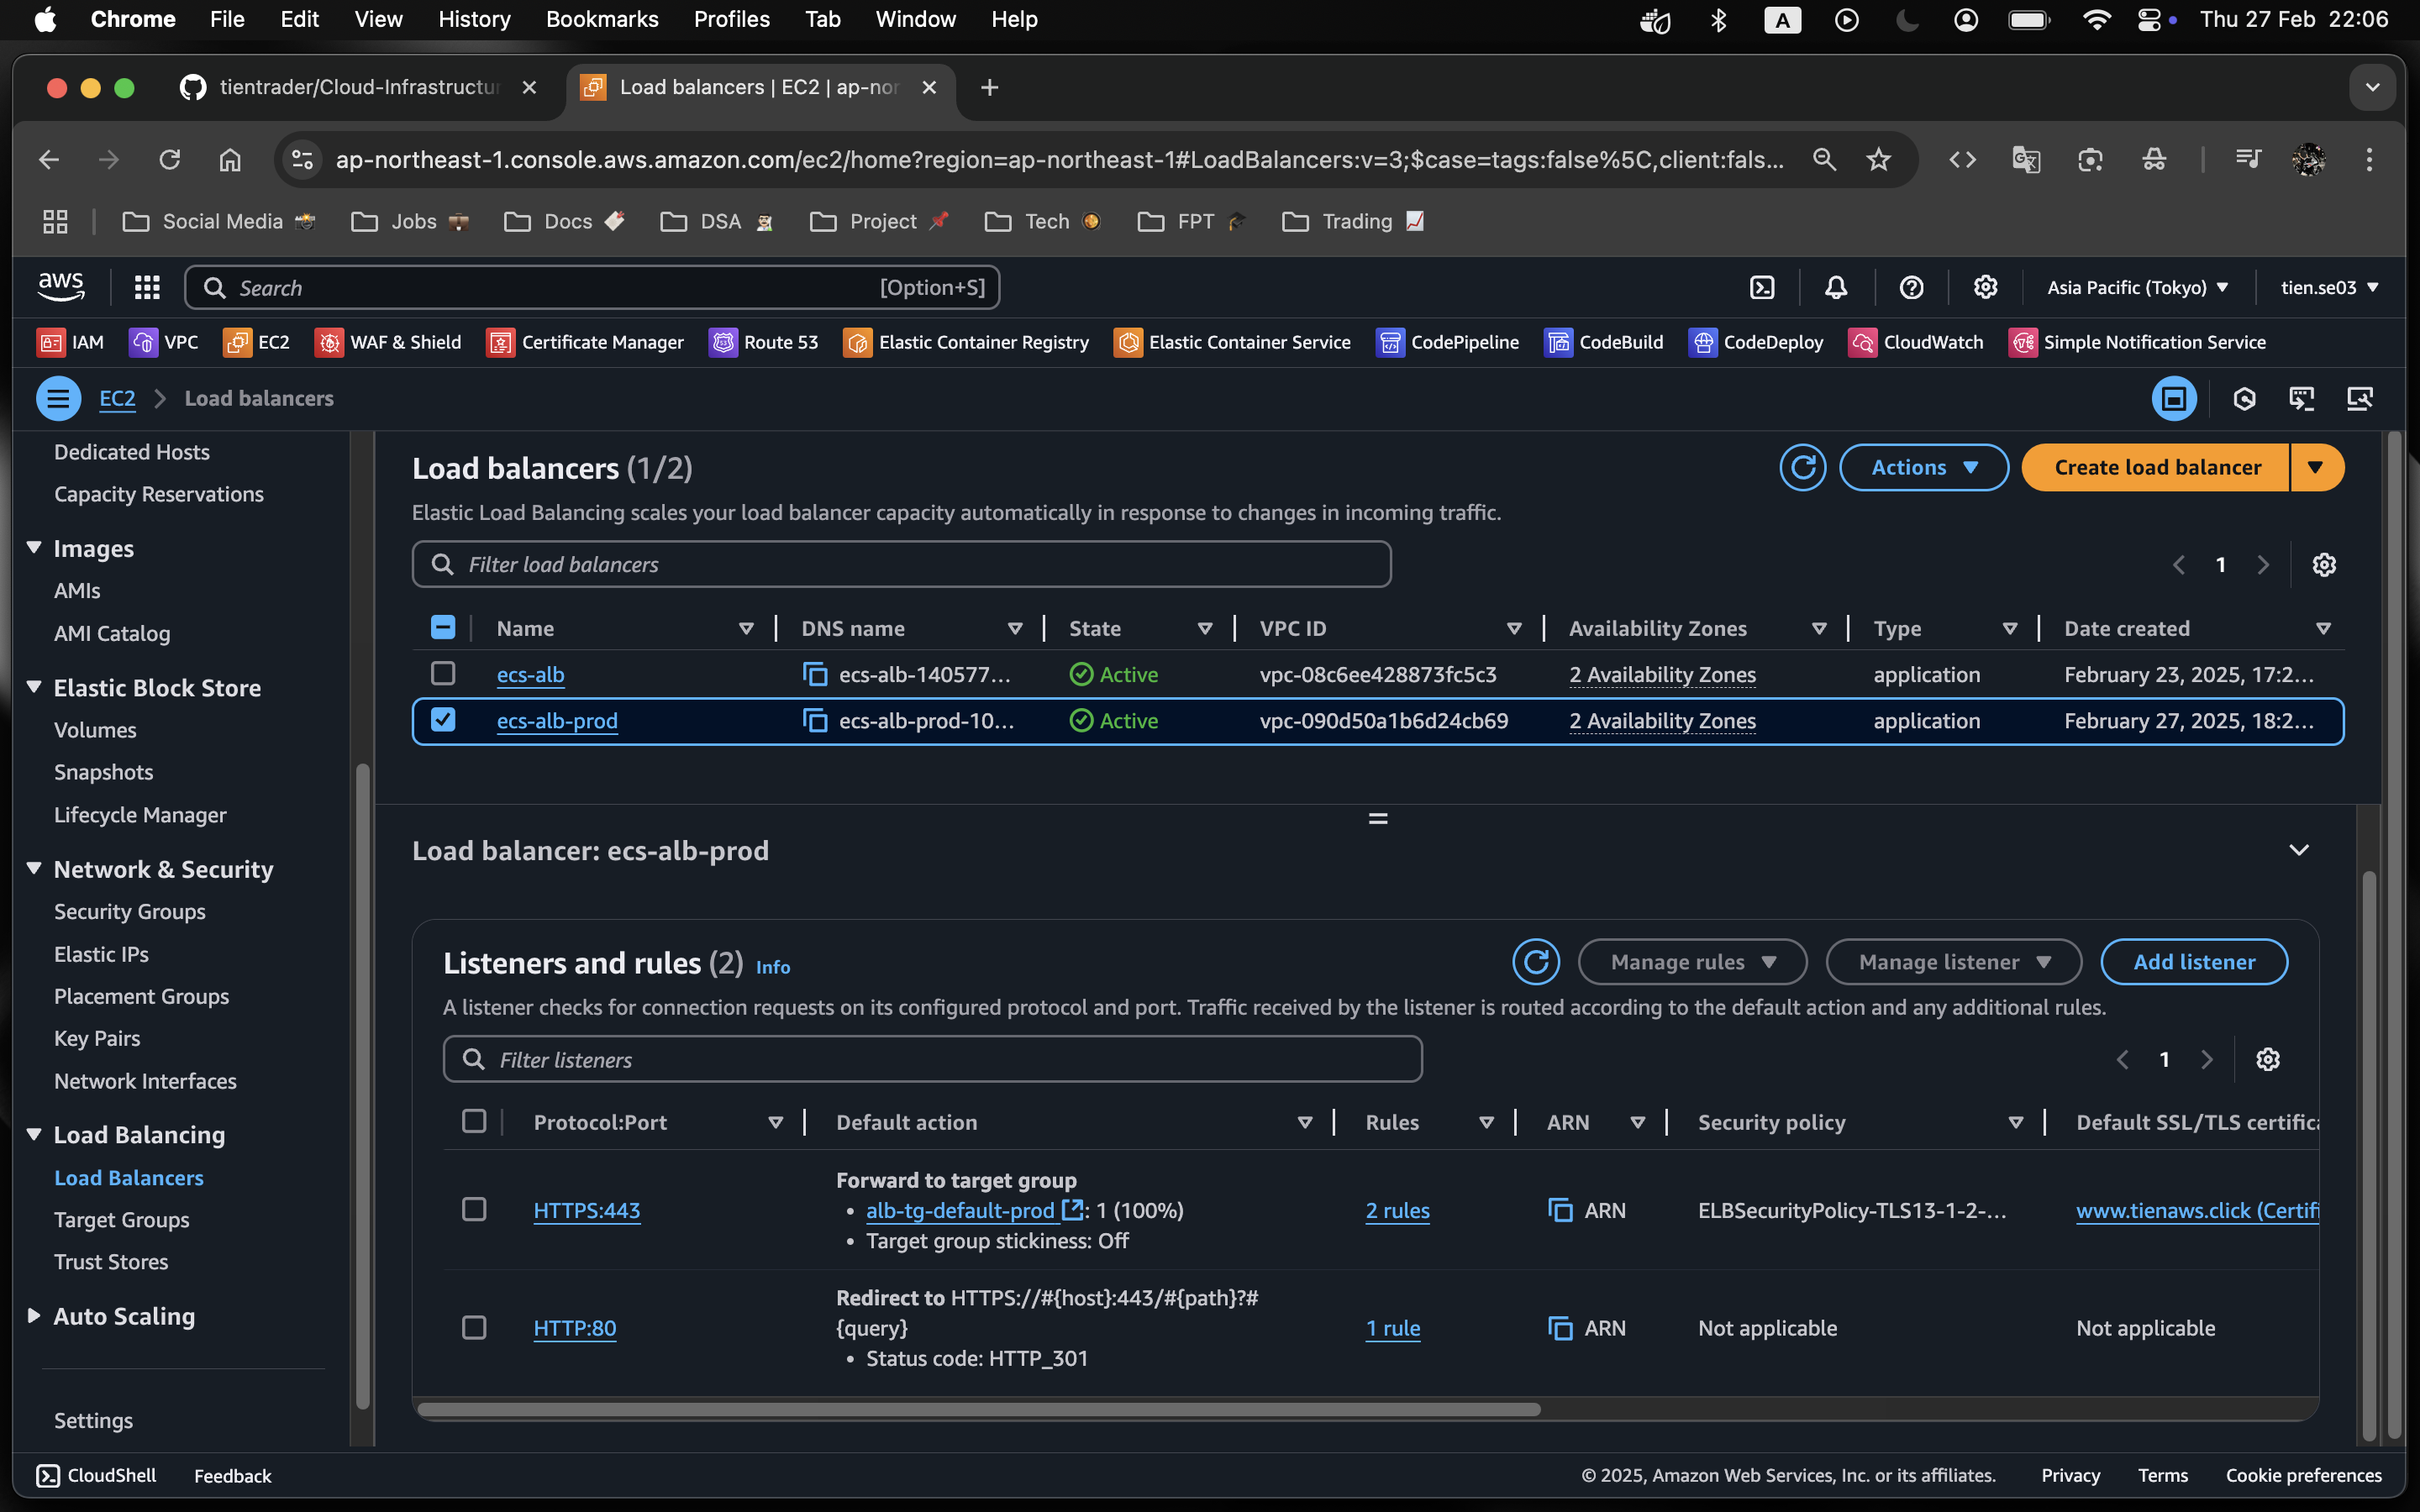 Chrome File Edit View History Bookmarks Profiles Tab Window Help A Thu 27 Feb 22:06
tientrader/Cloud-Infrastructur Load balancers | EC2 | ap-nor
ap-northeast-1.console.aws.amazon.com/ec2/home?region=ap-northeast-1#LoadBalancers:v=3;$case=tags:false%5C,client:fals...
Social Media Jobs Docs DSA Project Tech FPT Trading
aws Search [Option+S] Asia Pacific (Tokyo) tien.se03
IAM VPC EC2 WAF & Shield Certificate Manager Route 53 Elastic Container Registry Elastic Container Service CodePipeline CodeBuild CodeDeploy CloudWatch Simple Notification Service
EC2 Load balancers
Dedicated Hosts
Capacity Reservations
Images
AMIs
AMI Catalog
Elastic Block Store
Volumes
Snapshots
Lifecycle Manager
Network & Security
Security Groups
Elastic IPs
Placement Groups
Key Pairs
Network Interfaces
Load Balancing
Load Balancers
Target Groups
Trust Stores
Auto Scaling
Settings
Load balancers (1/2) Actions Create load balancer
Elastic Load Balancing scales your load balancer capacity automatically in response to changes in incoming traffic.
Filter load balancers 1
Name DNS name State VPC ID Availability Zones Type Date created
ecs-alb ecs-alb-140577... Active vpc-08c6ee428873fc5c3 2 Availability Zones application February 23, 2025, 17:2...
ecs-alb-prod ecs-alb-prod-10... Active vpc-090d50a1b6d24cb69 2 Availability Zones application February 27, 2025, 18:2...
Load balancer: ecs-alb-prod
Listeners and rules (2) Info Manage rules Manage listener Add listener
A listener checks for connection requests on its configured protocol and port. Traffic received by the listener is routed according to the default action and any additional rules.
Filter listeners 1
Protocol:Port Default action Rules ARN Security policy Default SSL/TLS certifica
Forward to target group
HTTPS:443 • alb-tg-default-prod : 1 (100%) 2 rules ARN ELBSecurityPolicy-TLS13-1-2-... www.tienaws.click (Certifi
• Target group stickiness: Off
Redirect to HTTPS://#{host}:443/#{path}?#
HTTP:80 {query} 1 rule ARN Not applicable Not applicable
• Status code: HTTP_301
CloudShell Feedback © 2025, Amazon Web Services, Inc. or its affiliates. Privacy Terms Cookie preferences